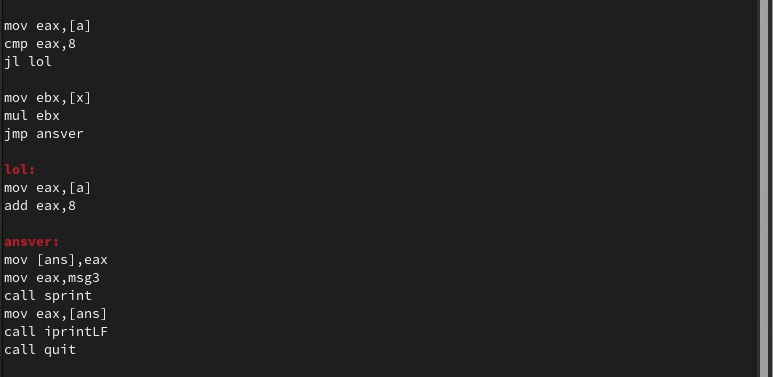 mov eax,[a]
cmp eax,8
jl lol
mov ebx,[x]
mul ebx
jmp ansver
lol:
mov eax,[a]
add eax,8
ansver:
mov [ans],eax
mov eax,msg3
call sprint
mov eax,[ans]
call iprintLF
call quit